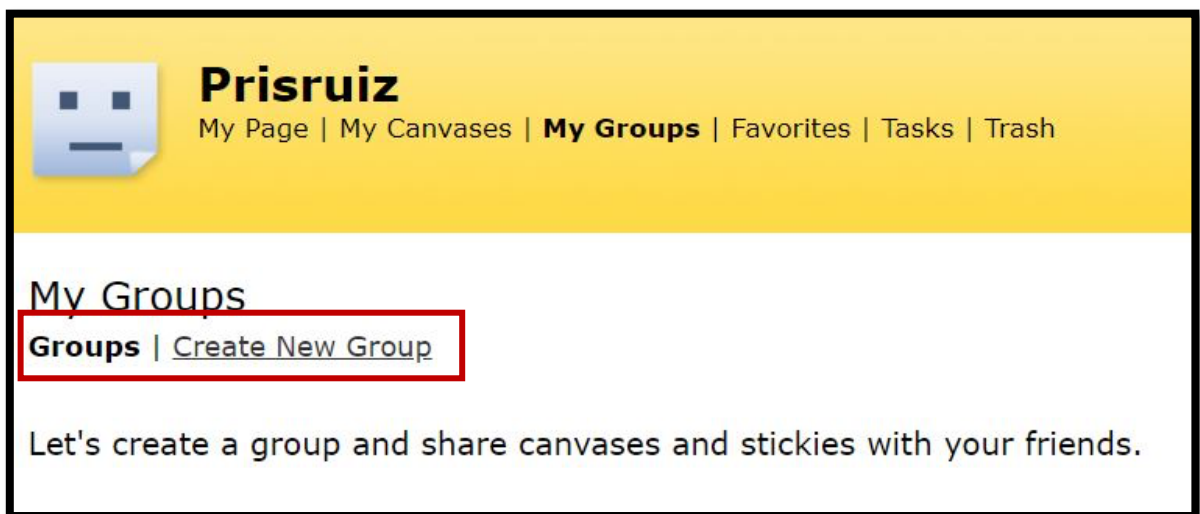 Prisruiz
My Page | My Canvases | My Groups | Favorites | Tasks | Trash
My Groups
Groups | Create New Group
Let's create a group and share canvases and stickies with your friends.